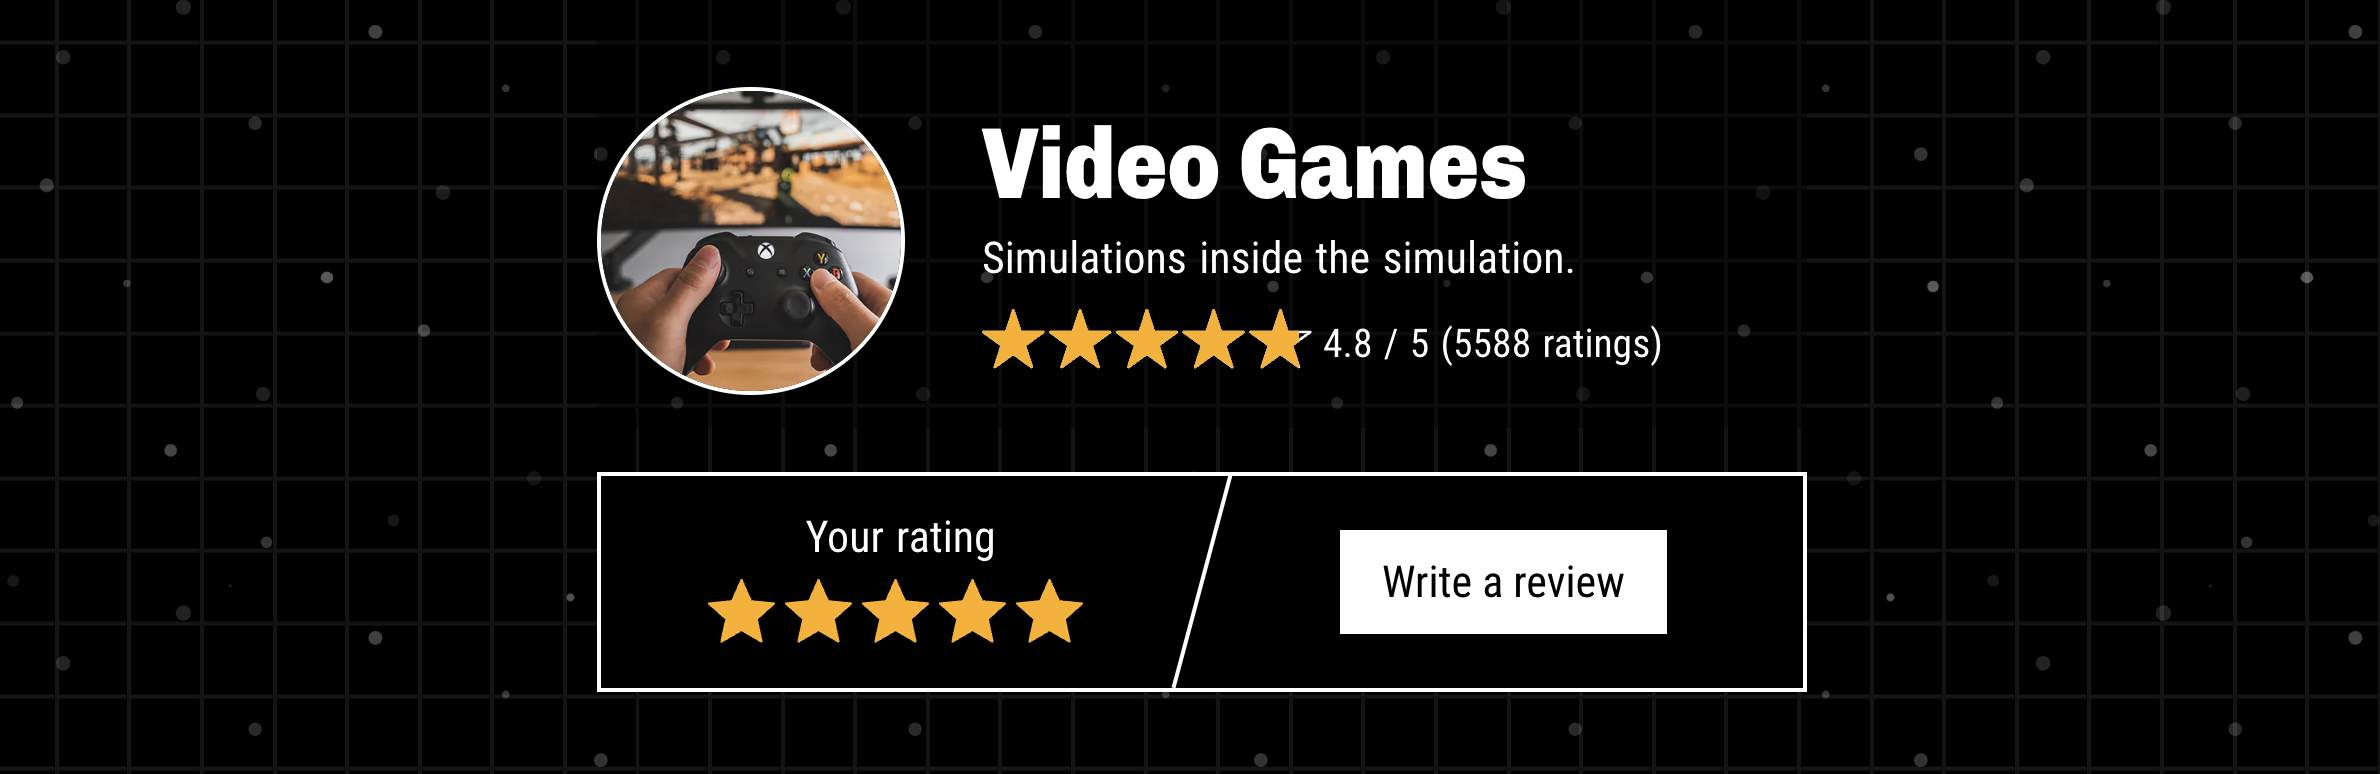 Video Games
Simulations inside the simulation.
4.8 / 5 (5588 ratings)
Your rating
Write a review
Y
X
B